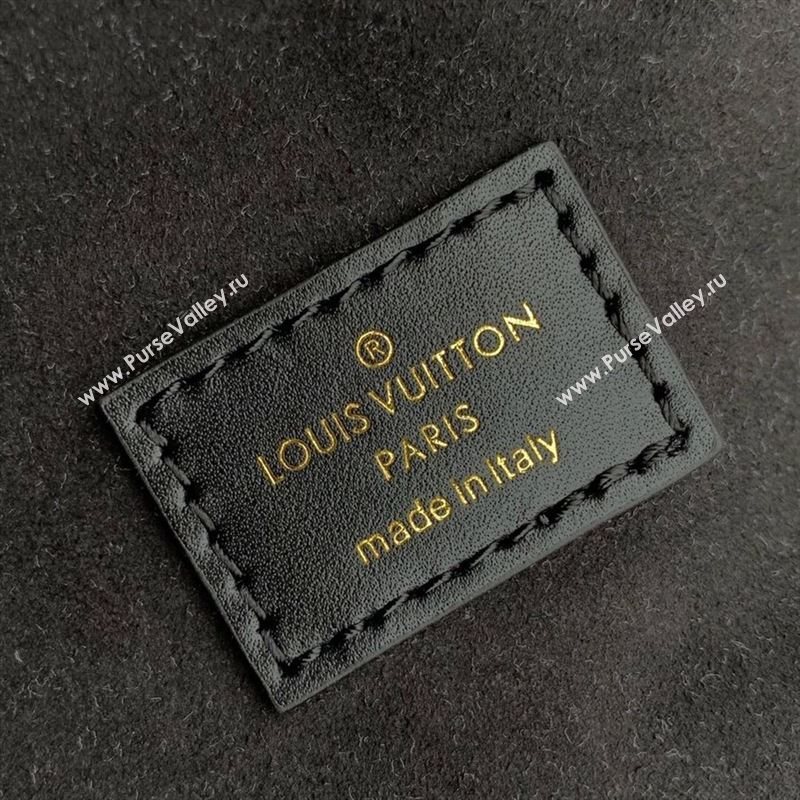 ®
LOUIS VUITTON
PARIS
made in Italy
www.PurseValley.ru
www.PurseValley.ru